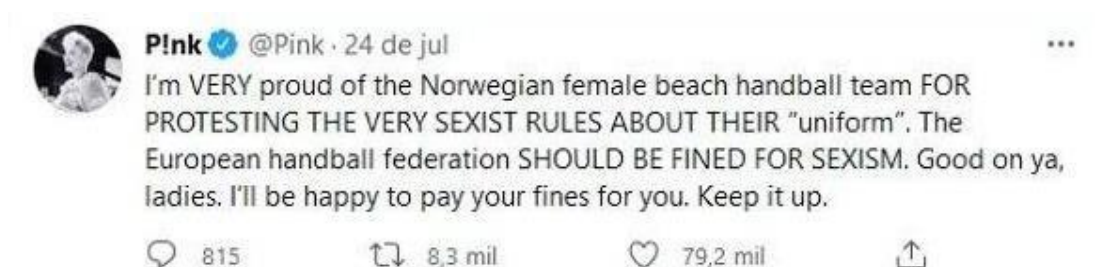 P!nk @Pink · 24 de jul
I'm VERY proud of the Norwegian female beach handball team FOR
PROTESTING THE VERY SEXIST RULES ABOUT THEIR "uniform". The
European handball federation SHOULD BE FINED FOR SEXISM. Good on ya,
ladies. I'll be happy to pay your fines for you. Keep it up.
815 8,3 mil 79,2 mil